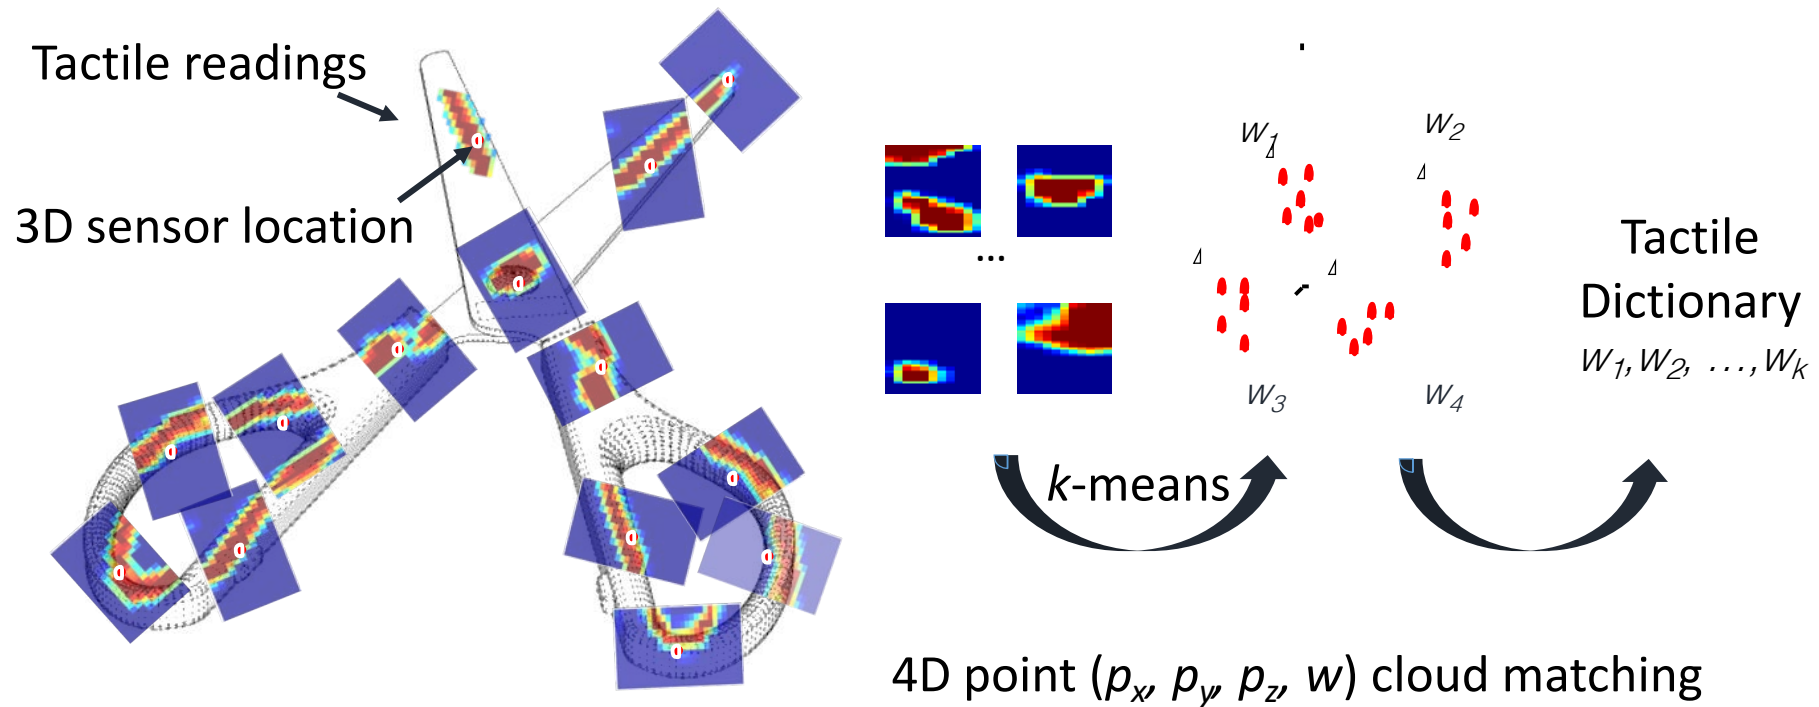 Tactile readings
3D sensor location
...
w1
w2
w3
w4
k-means
Tactile
Dictionary
w1, w2, ..., wk
4D point (px, py, pz, w) cloud matching